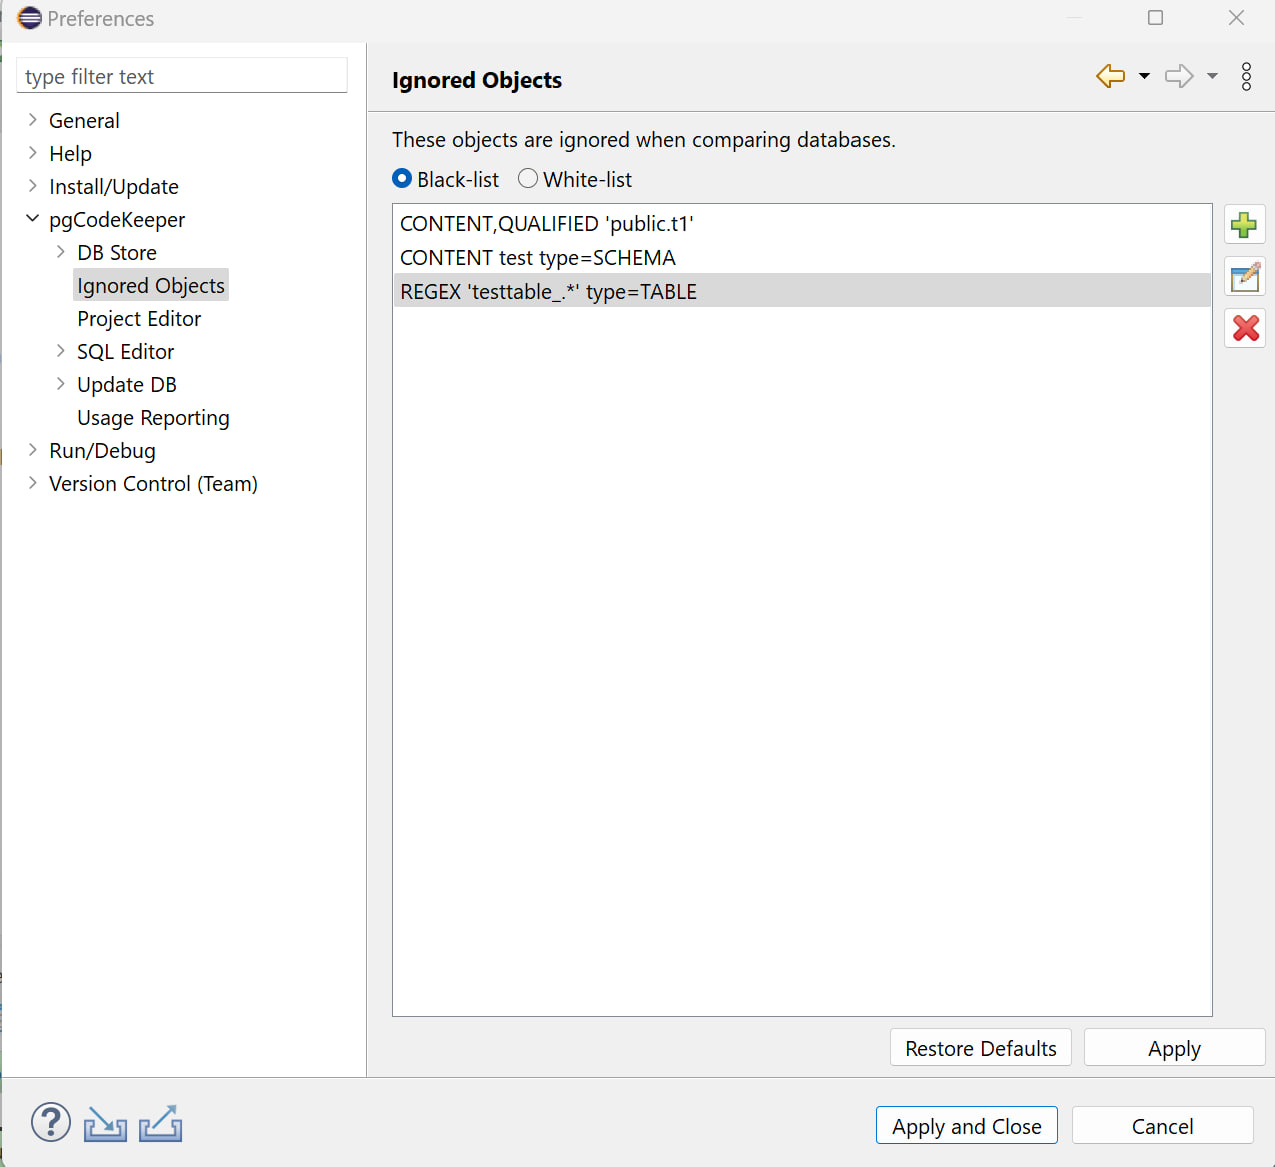 Preferences
type filter text
General
Help
Install/Update
pgCodeKeeper
DB Store
Ignored Objects
Project Editor
SQL Editor
Update DB
Usage Reporting
Run/Debug
Version Control (Team)
Ignored Objects
These objects are ignored when comparing databases.
Black-list White-list
CONTENT,QUALIFIED 'public.t1'
CONTENT test type=SCHEMA
REGEX 'testtable_.*' type=TABLE
Restore Defaults Apply
Apply and Close Cancel